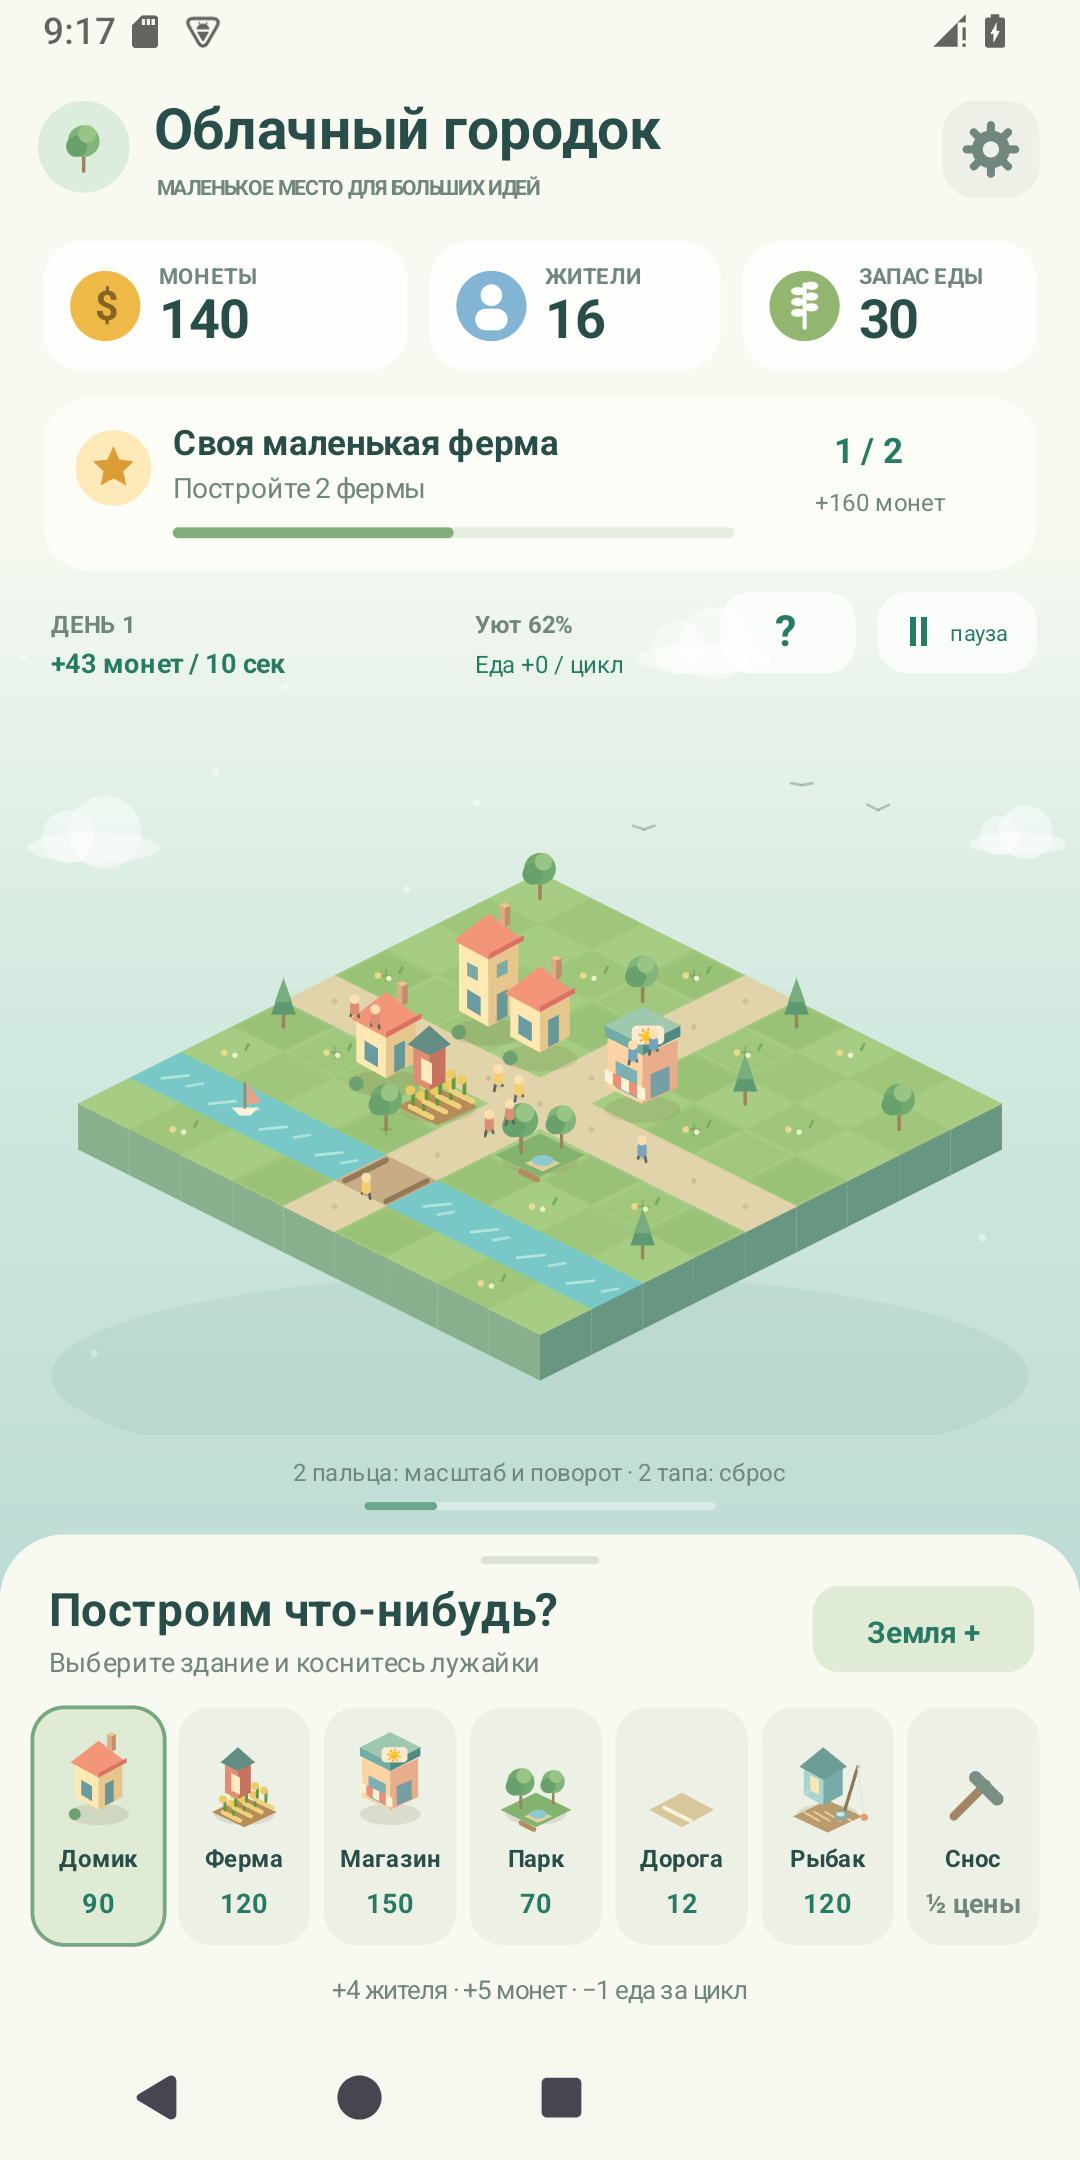 9:17
Облачный городок
МАЛЕНЬКОЕ МЕСТО ДЛЯ БОЛЬШИХ ИДЕЙ
МОНЕТЫ
$ 140
ЖИТЕЛИ
16
ЗАПАС ЕДЫ
30
Своя маленькая ферма
Постройте 2 фермы
1 / 2
+160 монет
ДЕНЬ 1
+43 монет / 10 сек
Уют 62%
Еда +0 / цикл
?
пауза
2 пальца: масштаб и поворот · 2 тапа: сброс
Построим что-нибудь?
Выберите здание и коснитесь лужайки
Земля +
Домик
90
Ферма
120
Магазин
150
Парк
70
Дорога
12
Рыбак
120
Снос
½ цены
+4 жителя · +5 монет · −1 еда за цикл